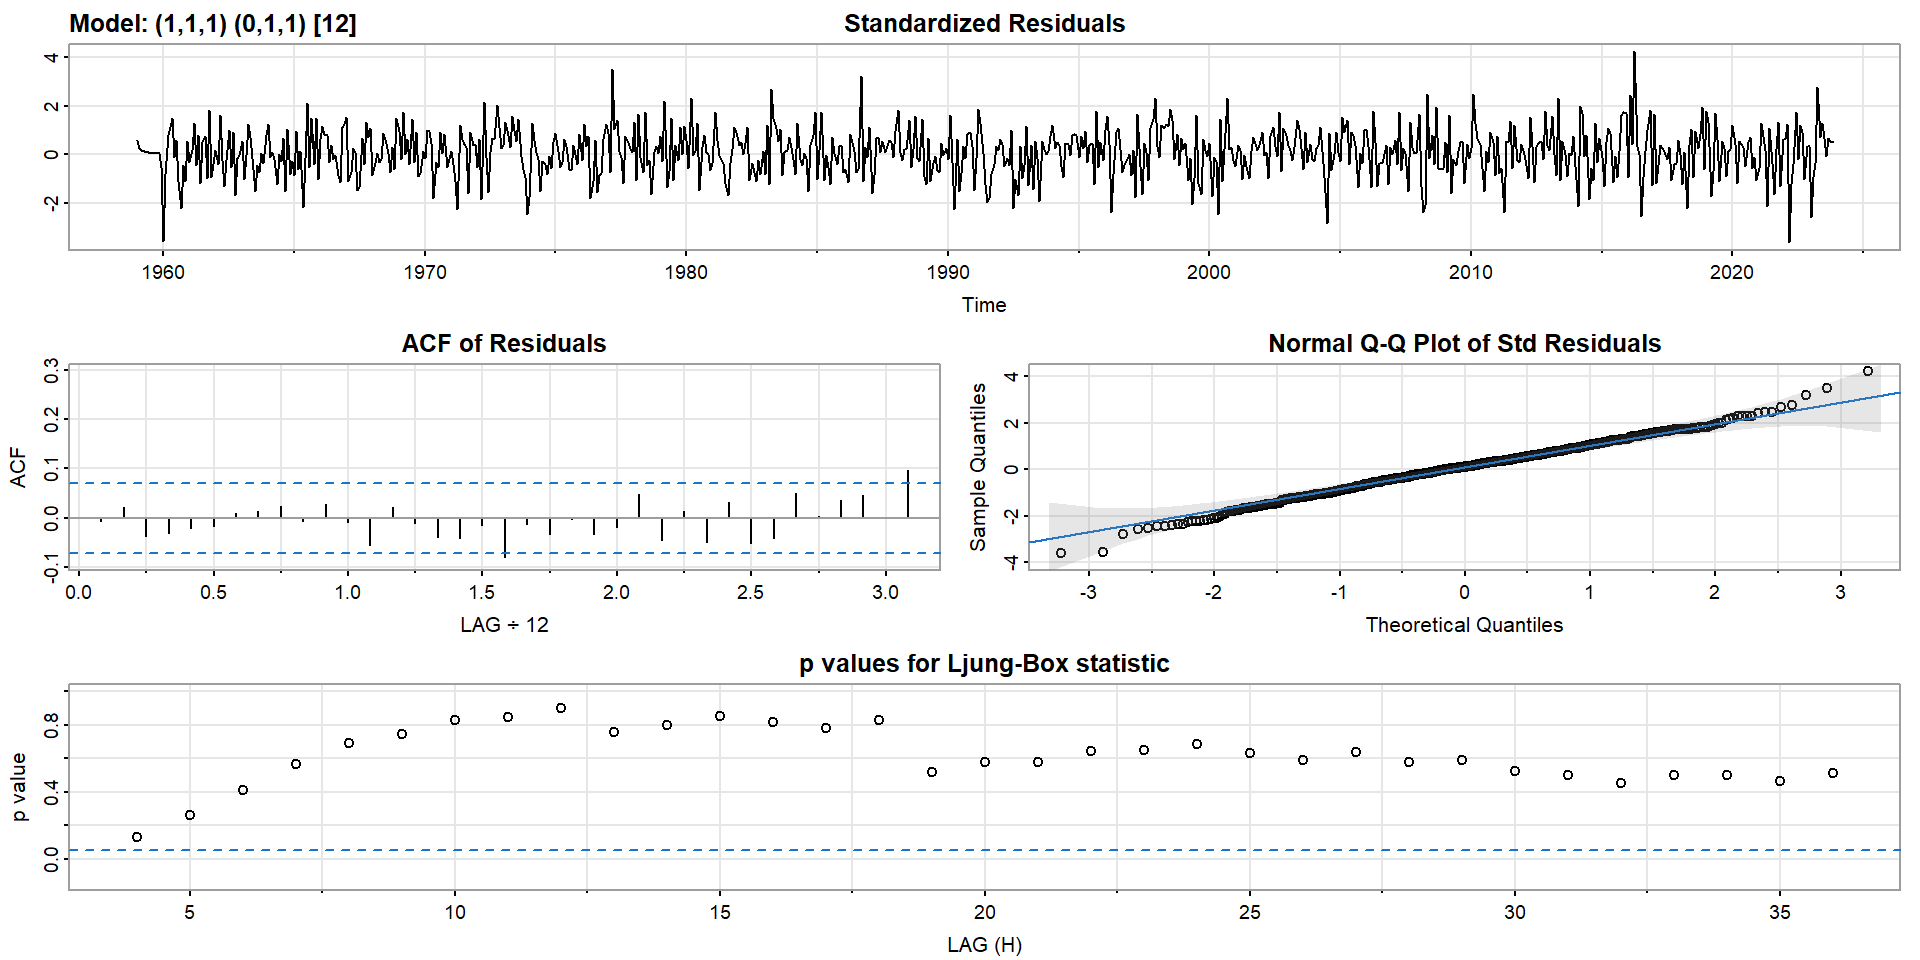 Model: (1,1,1) (0,1,1) [12]
Standardized Residuals
4
2
0
-2
1960 1970 1980 1990 2000 2010 2020
Time
ACF of Residuals
ACF
0.3
0.2
0.1
0.0
-0.1
0.0 0.5 1.0 1.5 2.0 2.5 3.0
LAG ÷ 12
Normal Q-Q Plot of Std Residuals
Sample Quantiles
4
2
0
-2
-4
-3 -2 -1 0 1 2 3
Theoretical Quantiles
p values for Ljung-Box statistic
p value
0.8
0.4
0.0
5 10 15 20 25 30 35
LAG (H)